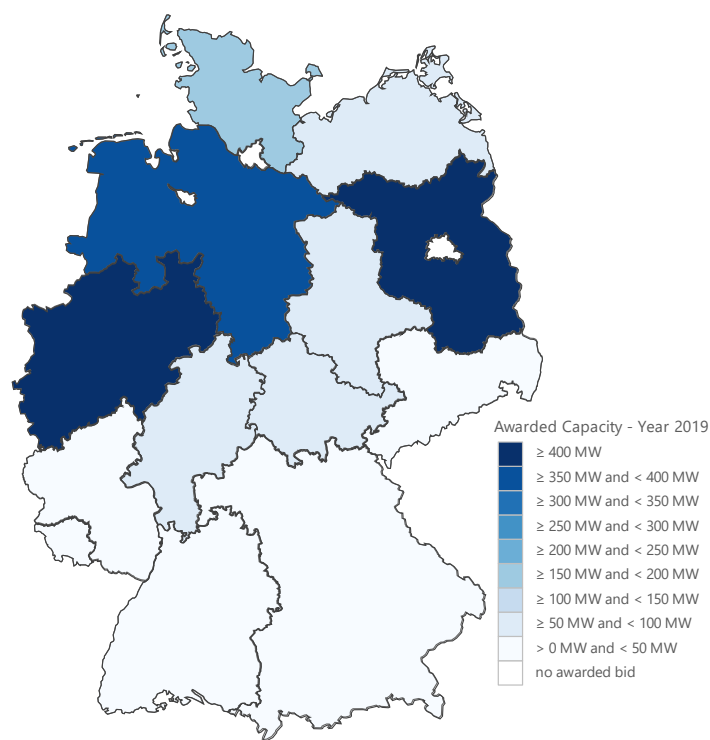 Awarded Capacity - Year 2019
≥ 400 MW
≥ 350 MW and < 400 MW
≥ 300 MW and < 350 MW
≥ 250 MW and < 300 MW
≥ 200 MW and < 250 MW
≥ 150 MW and < 200 MW
≥ 100 MW and < 150 MW
≥ 50 MW and < 100 MW
> 0 MW and < 50 MW
no awarded bid